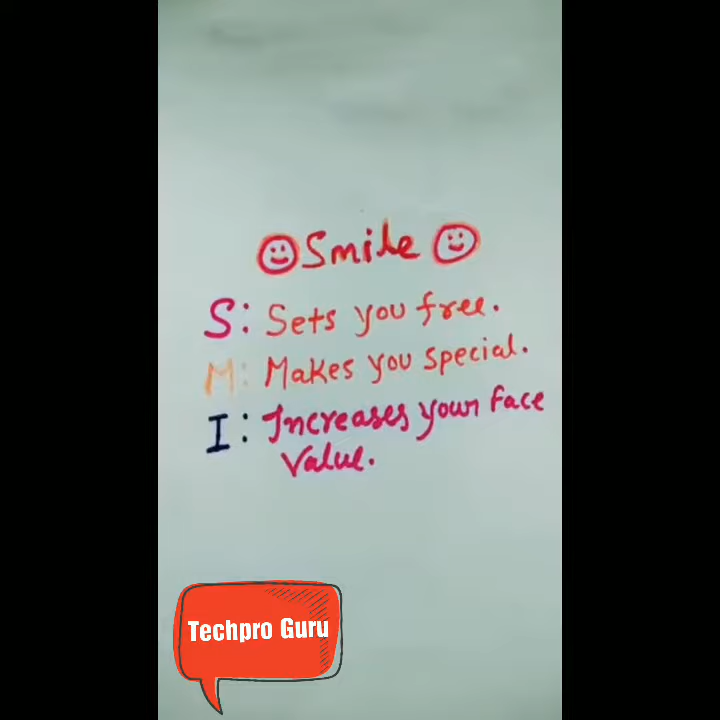 Smile
S: Sets you free.
M: Makes you special.
I: Increases your face
Value.
Techpro Guru